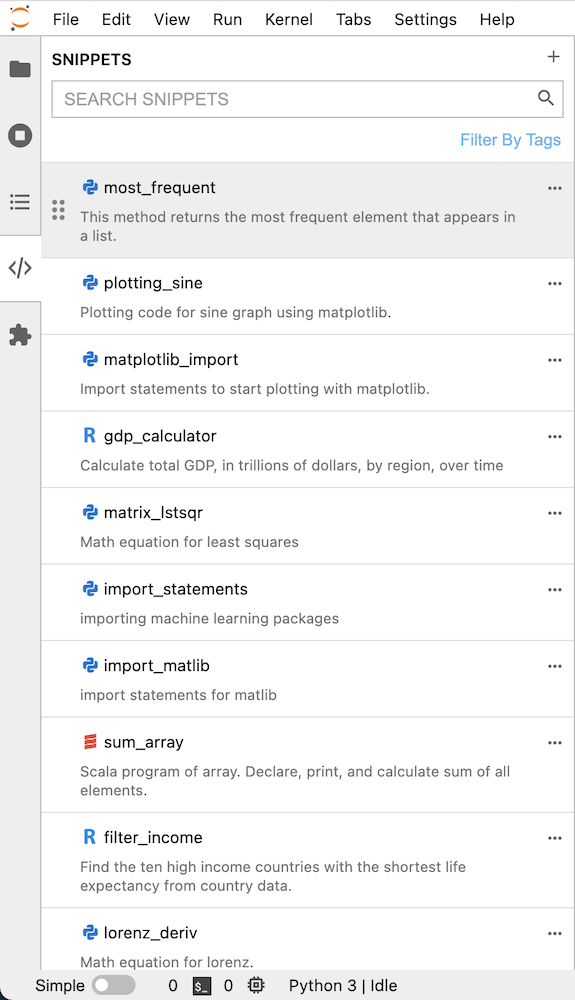 File Edit View Run Kernel Tabs Settings Help
SNIPPETS
SEARCH SNIPPETS
Filter By Tags
most_frequent
This method returns the most frequent element that appears in
a list.
plotting_sine
Plotting code for sine graph using matplotlib.
matplotlib_import
Import statements to start plotting with matplotlib.
R gdp_calculator
Calculate total GDP, in trillions of dollars, by region, over time
matrix_lstsqr
Math equation for least squares
import_statements
importing machine learning packages
import_matlib
import statements for matlib
sum_array
Scala program of array. Declare, print, and calculate sum of all
elements.
R filter_income
Find the ten high income countries with the shortest life
expectancy from country data.
lorenz_deriv
Math equation for lorenz.
Simple 0 $_ 0 Python 3 | Idle